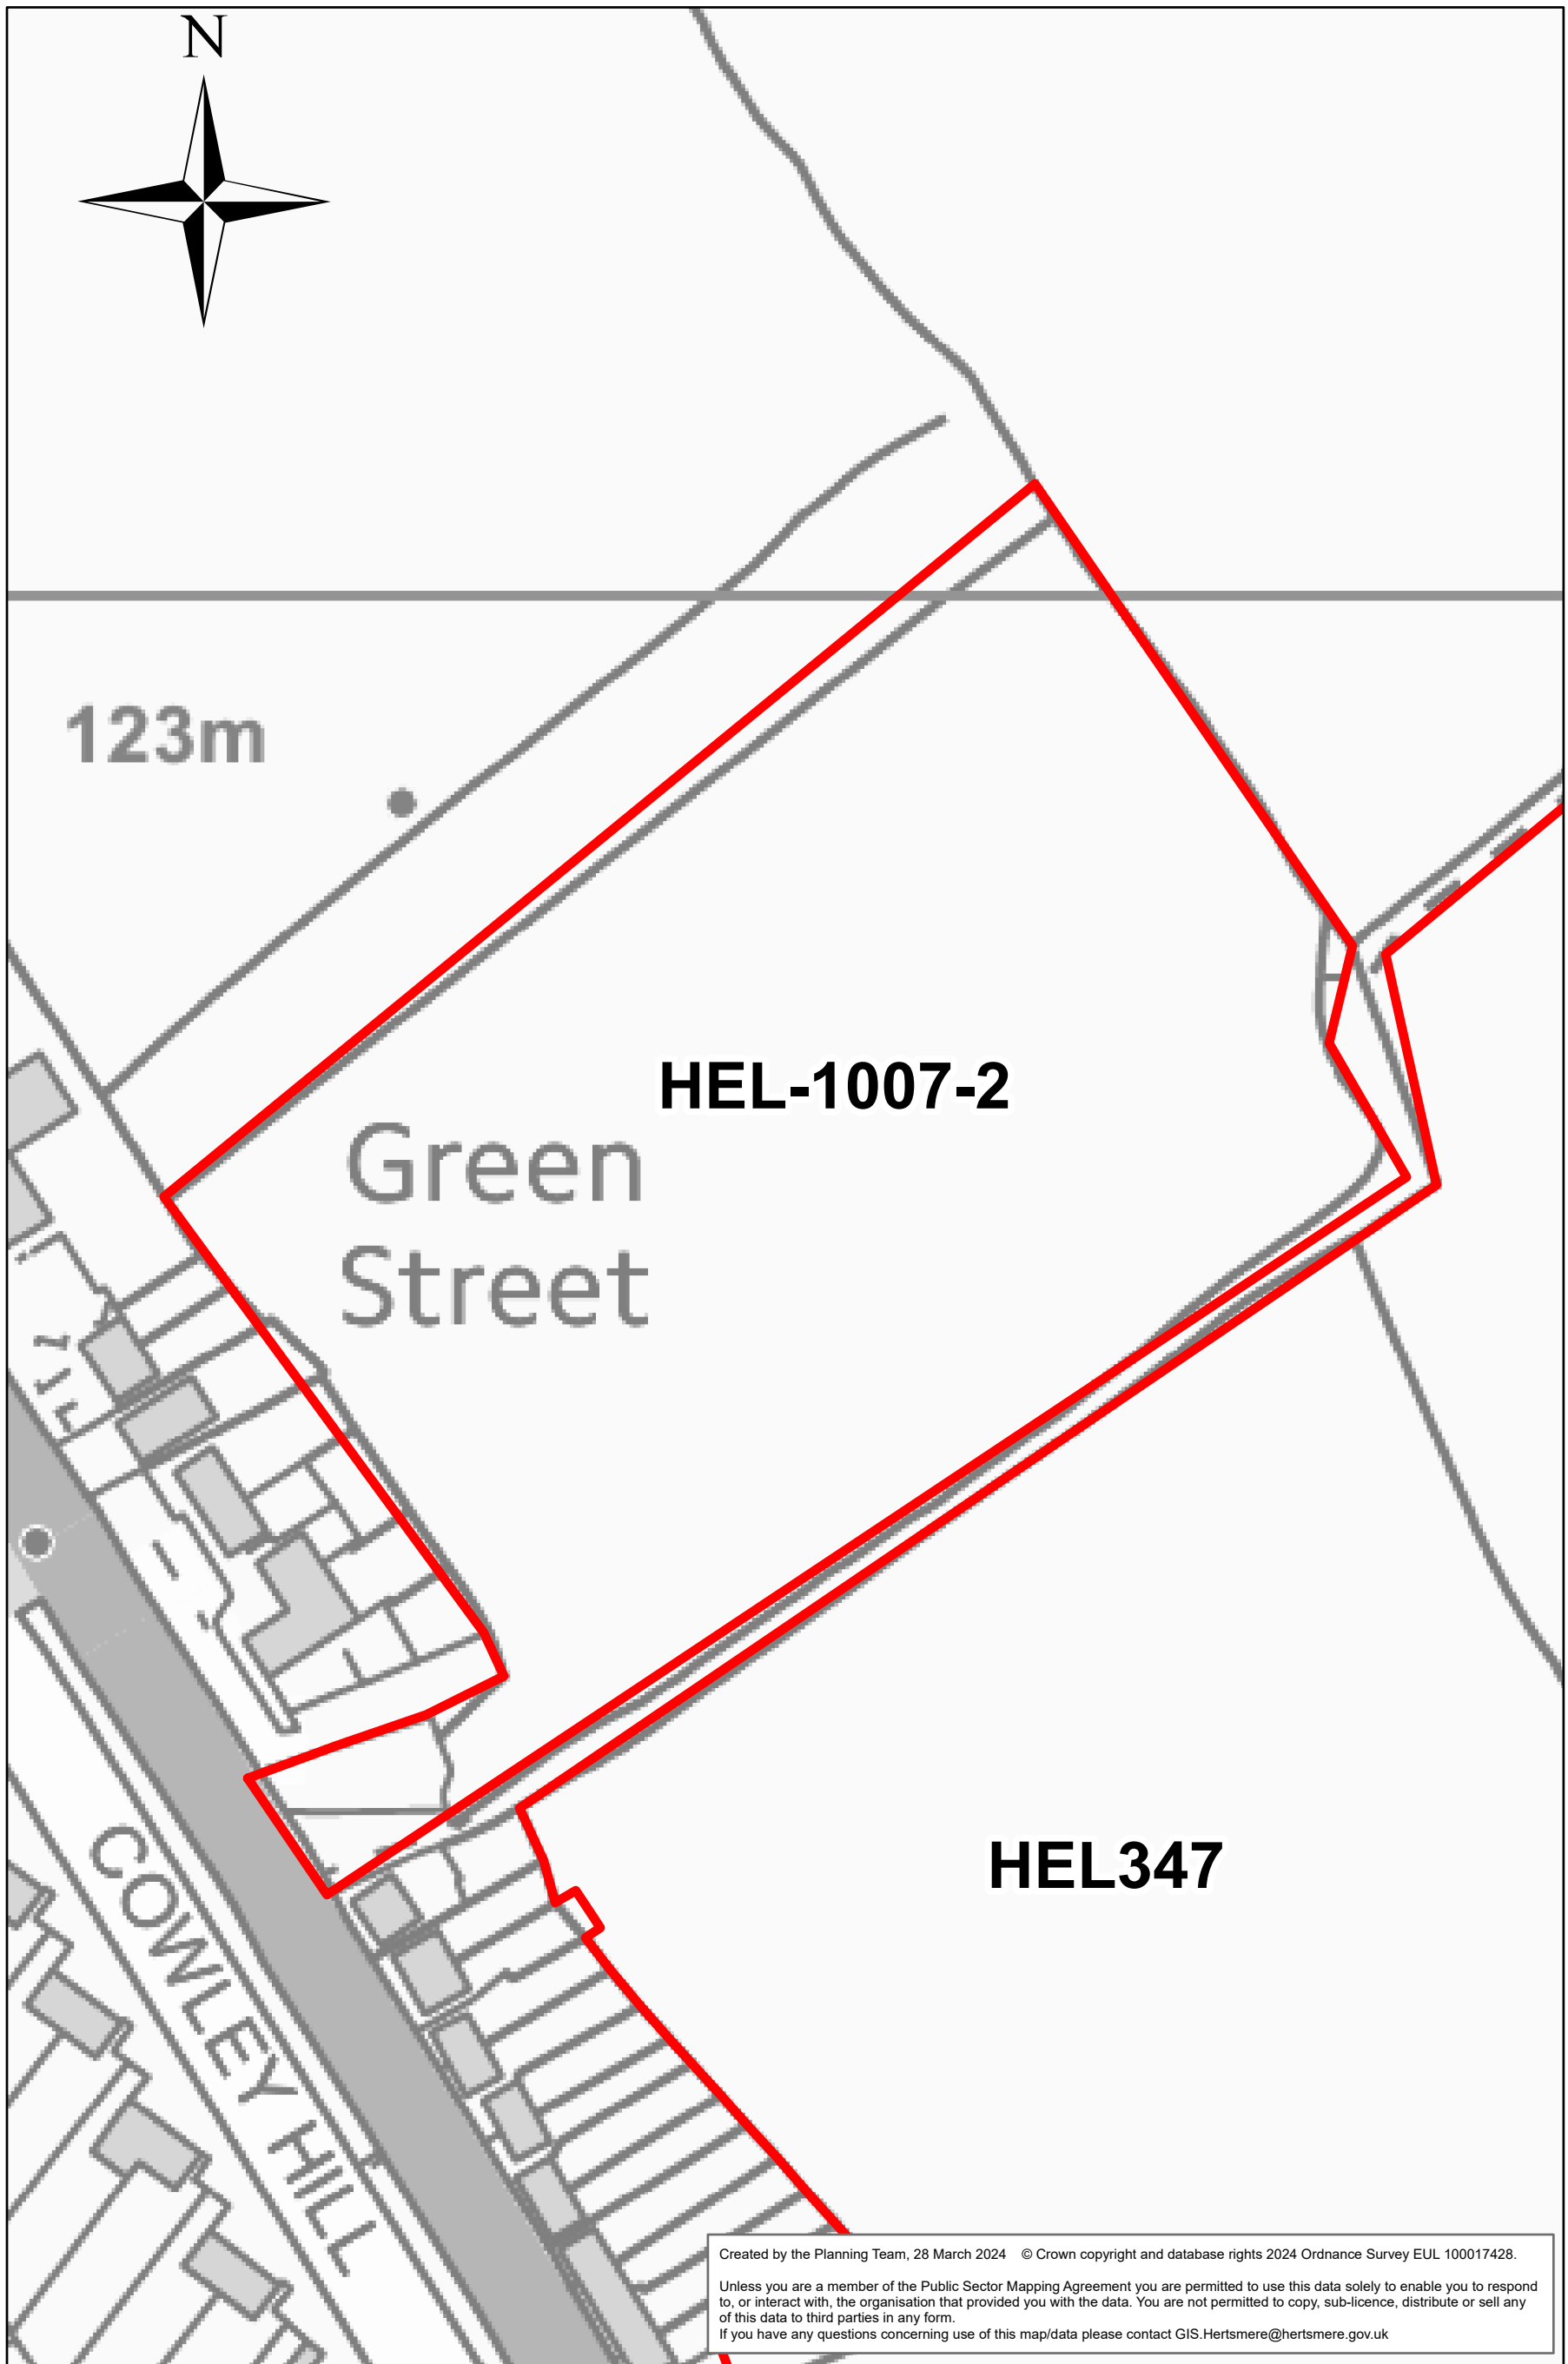 N
123m
HEL-1007-2
Green
Street
HEL347
COWLEY HILL
Created by the Planning Team, 28 March 2024 © Crown copyright and database rights 2024 Ordnance Survey EUL 100017428.
Unless you are a member of the Public Sector Mapping Agreement you are permitted to use this data solely to enable you to respond
to, or interact with, the organisation that provided you with the data. You are not permitted to copy, sub-licence, distribute or sell any
of this data to third parties in any form.
If you have any questions concerning use of this map/data please contact GIS.Hertsmere@hertsmere.gov.uk